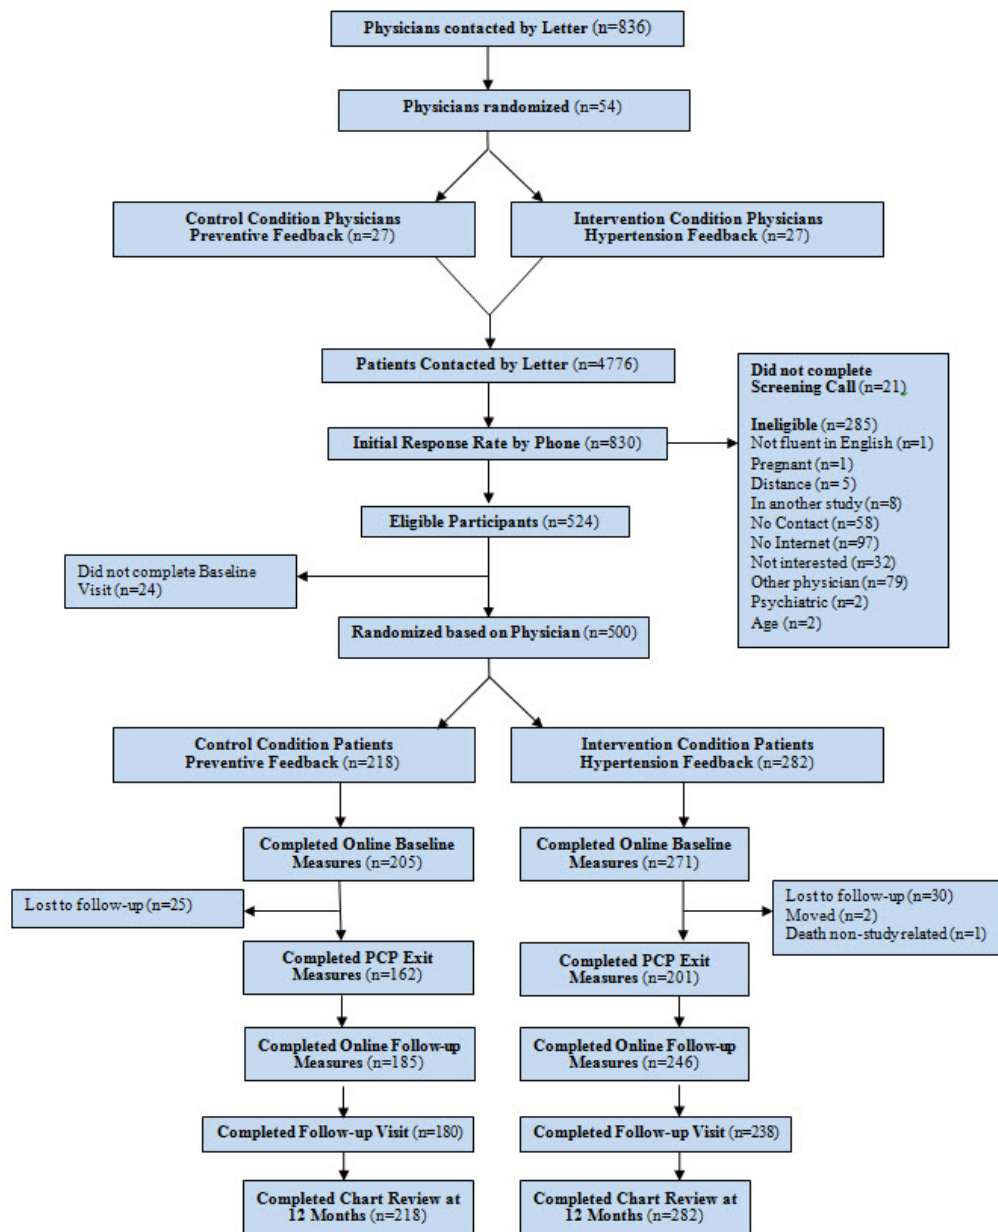 Physicians contacted by Letter (n=836)
Physicians randomized (n=54)
Control Condition Physicians
Preventive Feedback (n=27)
Intervention Condition Physicians
Hypertension Feedback (n=27)
Patients Contacted by Letter (n=4776)
Initial Response Rate by Phone (n=830)
Did not complete
Screening Call (n=21)
Ineligible (n=285)
Not fluent in English (n=1)
Pregnant (n=1)
Distance (n= 5)
In another study (n=8)
No Contact (n=58)
No Internet (n=97)
Not interested (n=32)
Other physician (n=79)
Psychiatric (n=2)
Age (n=2)
Eligible Participants (n=524)
Did not complete Baseline
Visit (n=24)
Randomized based on Physician (n=500)
Control Condition Patients
Preventive Feedback (n=218)
Intervention Condition Patients
Hypertension Feedback (n=282)
Completed Online Baseline
Measures (n=205)
Completed Online Baseline
Measures (n=271)
Lost to follow-up (n=25)
Lost to follow-up (n=30)
Moved (n=2)
Death non-study related (n=1)
Completed PCP Exit
Measures (n=162)
Completed PCP Exit
Measures (n=201)
Completed Online Follow-up
Measures (n=185)
Completed Online Follow-up
Measures (n=246)
Completed Follow-up Visit (n=180)
Completed Follow-up Visit (n=238)
Completed Chart Review at
12 Months (n=218)
Completed Chart Review at
12 Months (n=282)